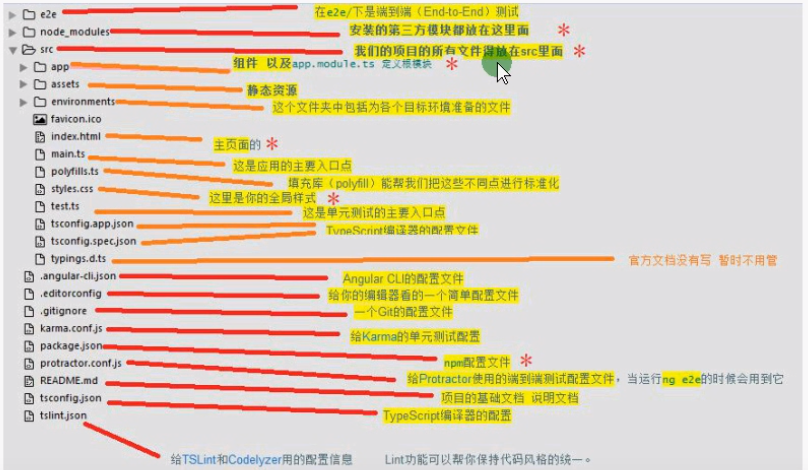 e2e 在e2e/下是端到端（End-to-End）测试
node_modules 安装的第三方模块都放在这里面 *
src 我们的项目的所有文件得放在src里面 *
app 组件 以及app.module.ts 定义根模块 *
assets 静态资源
environments 这个文件夹中包括为各个目标环境准备的文件
favicon.ico
index.html 主页面的 *
main.ts 这是应用的主要入口点
polyfills.ts 填充库（polyfill）能帮我们把这些不同点进行标准化
styles.css 这里是你的全局样式 *
test.ts 这是单元测试的主要入口点
tsconfig.app.json TypeScript编译器的配置文件
tsconfig.spec.json
typings.d.ts 官方文档没有写 暂时不用管
.angular-cli.json Angular CLI的配置文件
.editorconfig 给你的编辑器看的一个简单配置文件
.gitignore 一个Git的配置文件
karma.conf.js 给Karma的单元测试配置
package.json npm配置文件 *
protractor.conf.js 给Protractor使用的端到端测试配置文件，当运行ng e2e的时候会用到它
README.md 项目的基础文档 说明文档
tsconfig.json TypeScript编译器的配置
tslint.json
给TSLint和Codelyzer用的配置信息 Lint功能可以帮你保持代码风格的统一。